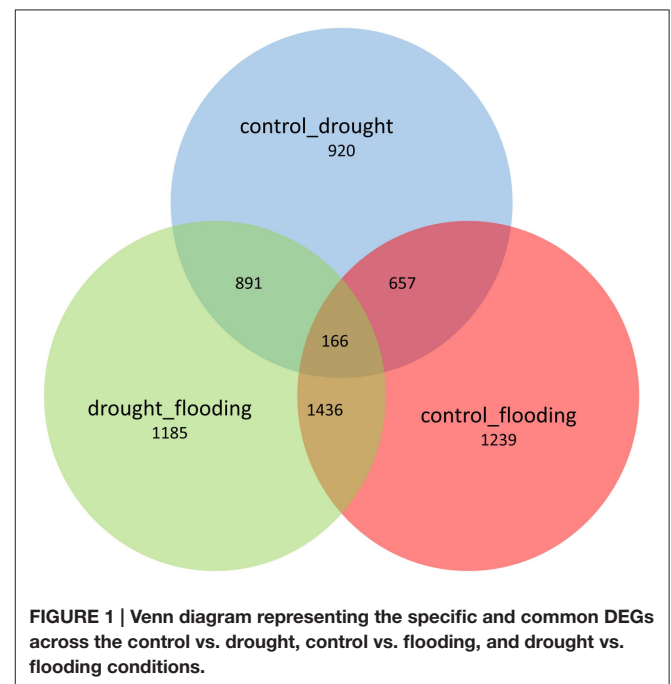 control_drought
920
891
657
166
drought_flooding
1185
1436
control_flooding
1239
FIGURE 1 | Venn diagram representing the specific and common DEGs
across the control vs. drought, control vs. flooding, and drought vs.
flooding conditions.